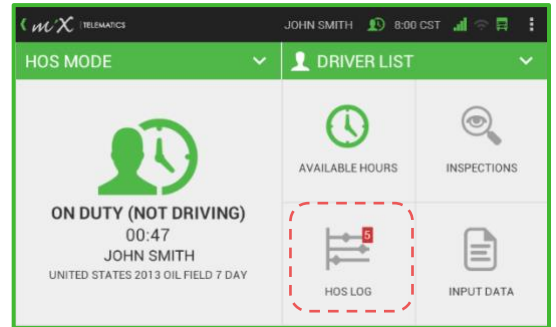 miX TELEMATICS
JOHN SMITH 8:00 CST
HOS MODE
DRIVER LIST
ON DUTY (NOT DRIVING)
00:47
JOHN SMITH
UNITED STATES 2013 OIL FIELD 7 DAY
AVAILABLE HOURS
INSPECTIONS
5
HOS LOG
INPUT DATA